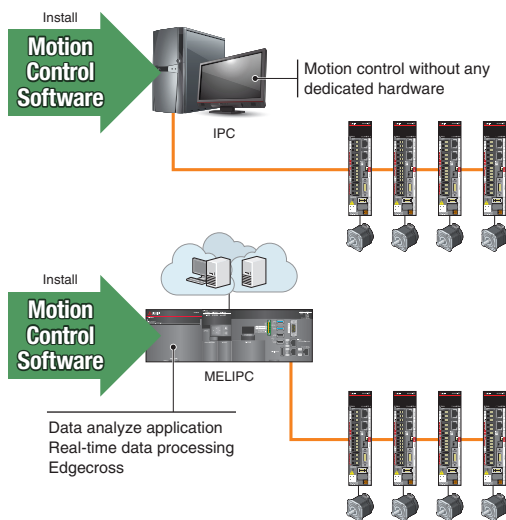 Install
Motion
Control
Software
Motion control without any
dedicated hardware
IPC
Install
Motion
Control
Software
MELIPC
Data analyze application
Real-time data processing
Edgecross